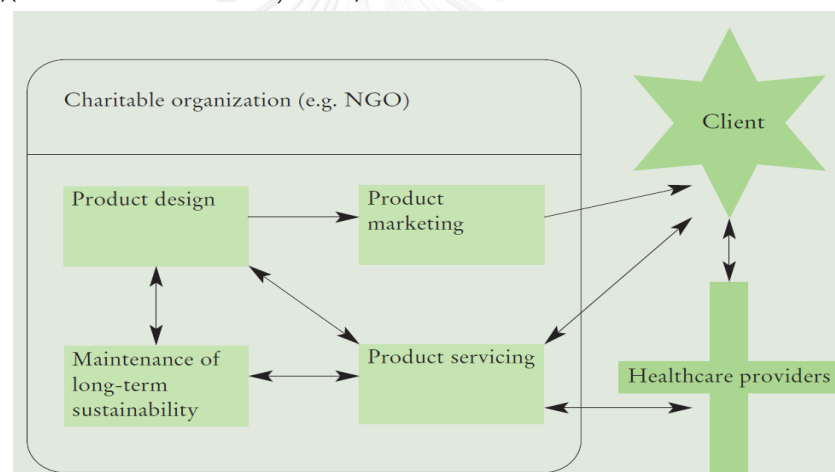 Charitable organization (e.g. NGO)
Client
Product design
Product
marketing
Maintenance of
long-term
sustainability
Product servicing
Healthcare providers